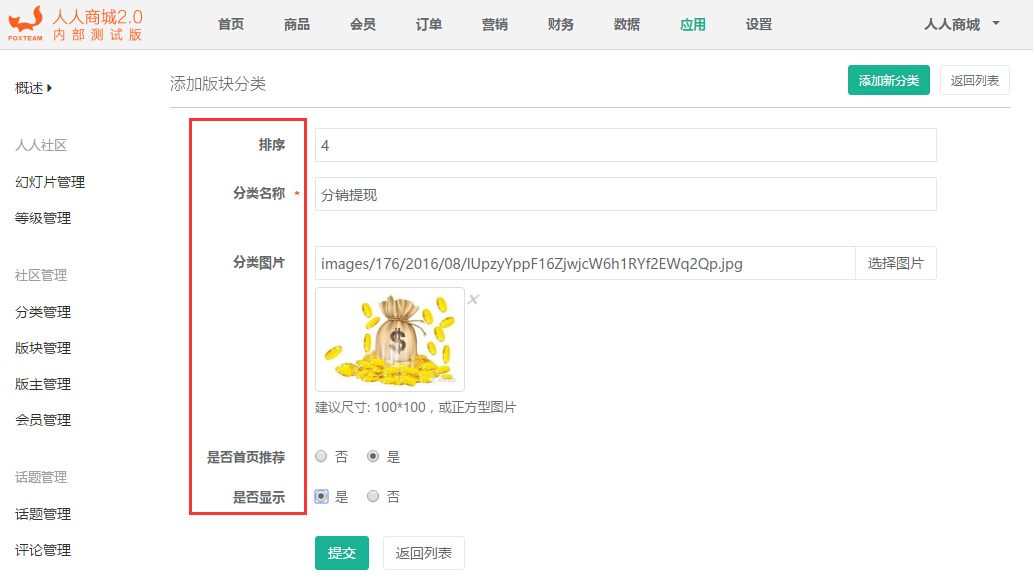 人人商城2.0
内部测试版
FOXTEAM
首页 商品 会员 订单 营销 财务 数据 应用 设置 人人商城
概述
添加版块分类 添加新分类 返回列表
人人社区
幻灯片管理
等级管理
社区管理
分类管理
版块管理
版主管理
会员管理
话题管理
话题管理
评论管理
排序 4
分类名称 * 分销提现
分类图片 images/176/2016/08/lUpzyYppF16ZjwjcW6h1RYf2EWq2Qp.jpg 选择图片
$
建议尺寸: 100*100，或正方型图片
是否首页推荐 否 是
是否显示 是 否
提交 返回列表